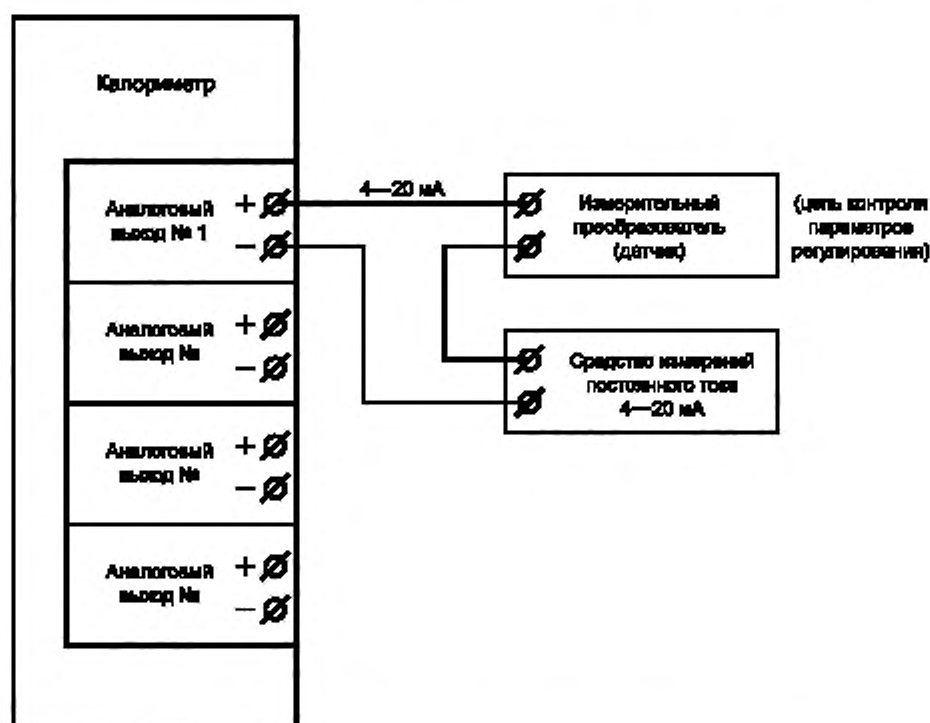 Калориметр
Аналоговый
выход № 1
+
−
4—20 мА
Измерительный
преобразователь
(датчик)
(цепь контроля
параметров
регулирования)
Аналоговый
выход №
+
−
Средство измерений
постоянного тока
4—20 мА
Аналоговый
выход №
+
−
Аналоговый
выход №
+
−